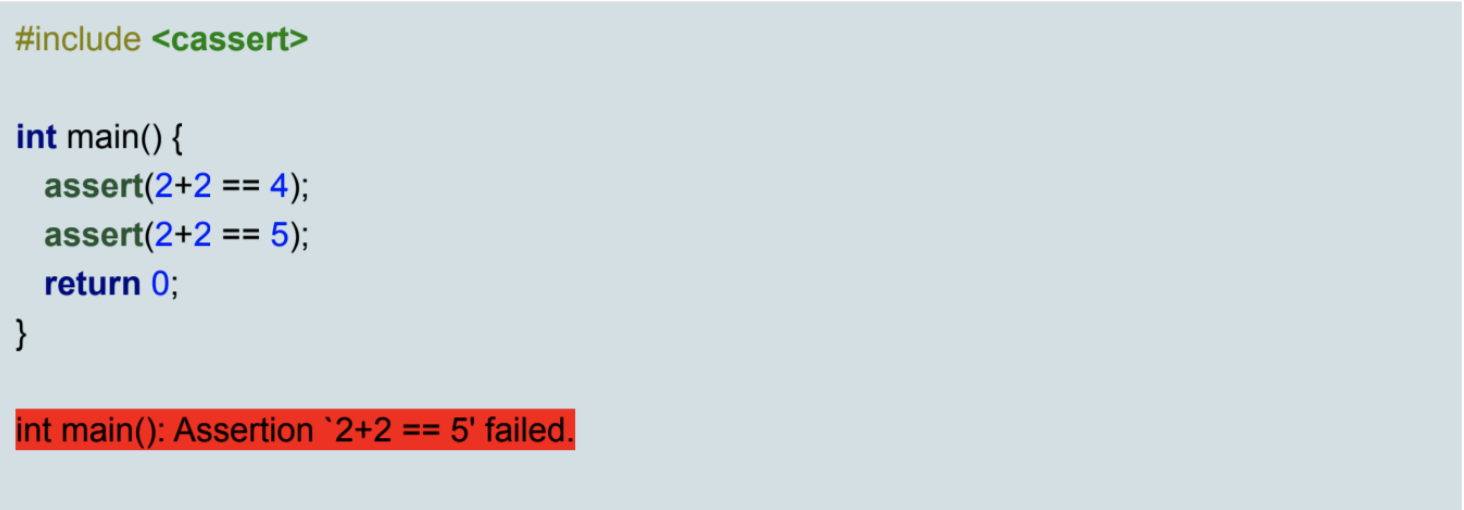 #include <cassert>
int main() {
assert(2+2 == 4);
assert(2+2 == 5);
return 0;
}
int main(): Assertion `2+2 == 5' failed.